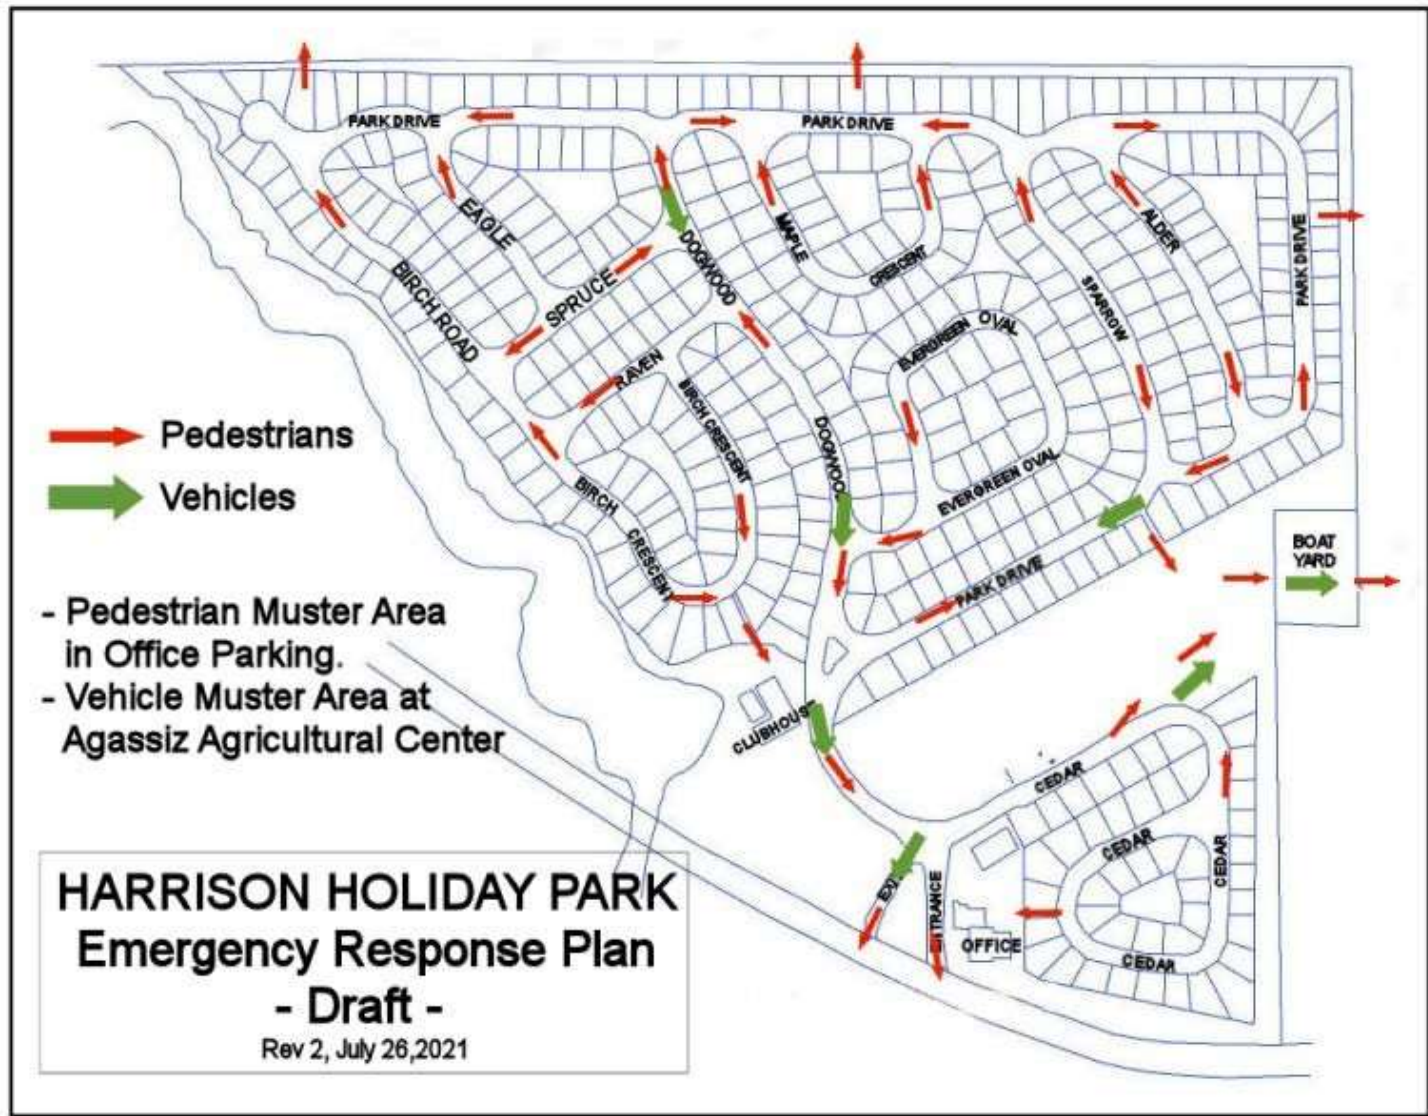 PARK DRIVE
PARK DRIVE
EAGLE
MAPLE
ALDER
DOGWOOD
CRESCENT
PARK DRIVE
BIRCH ROAD
SPRUCE
SPARROW
EVERGREEN OVAL
RAVEN
BIRCH CRESCENT
DOGWOOD
Pedestrians
Vehicles
BIRCH CRESCENT
EVERGREEN OVAL
BOAT
YARD
PARK DRIVE
- Pedestrian Muster Area
in Office Parking.
- Vehicle Muster Area at
Agassiz Agricultural Center
CLUBHOUSE
CEDAR
CEDAR
CEDAR
ENTRANCE
OFFICE
CEDAR
HARRISON HOLIDAY PARK
Emergency Response Plan
- Draft -
Rev 2, July 26,2021